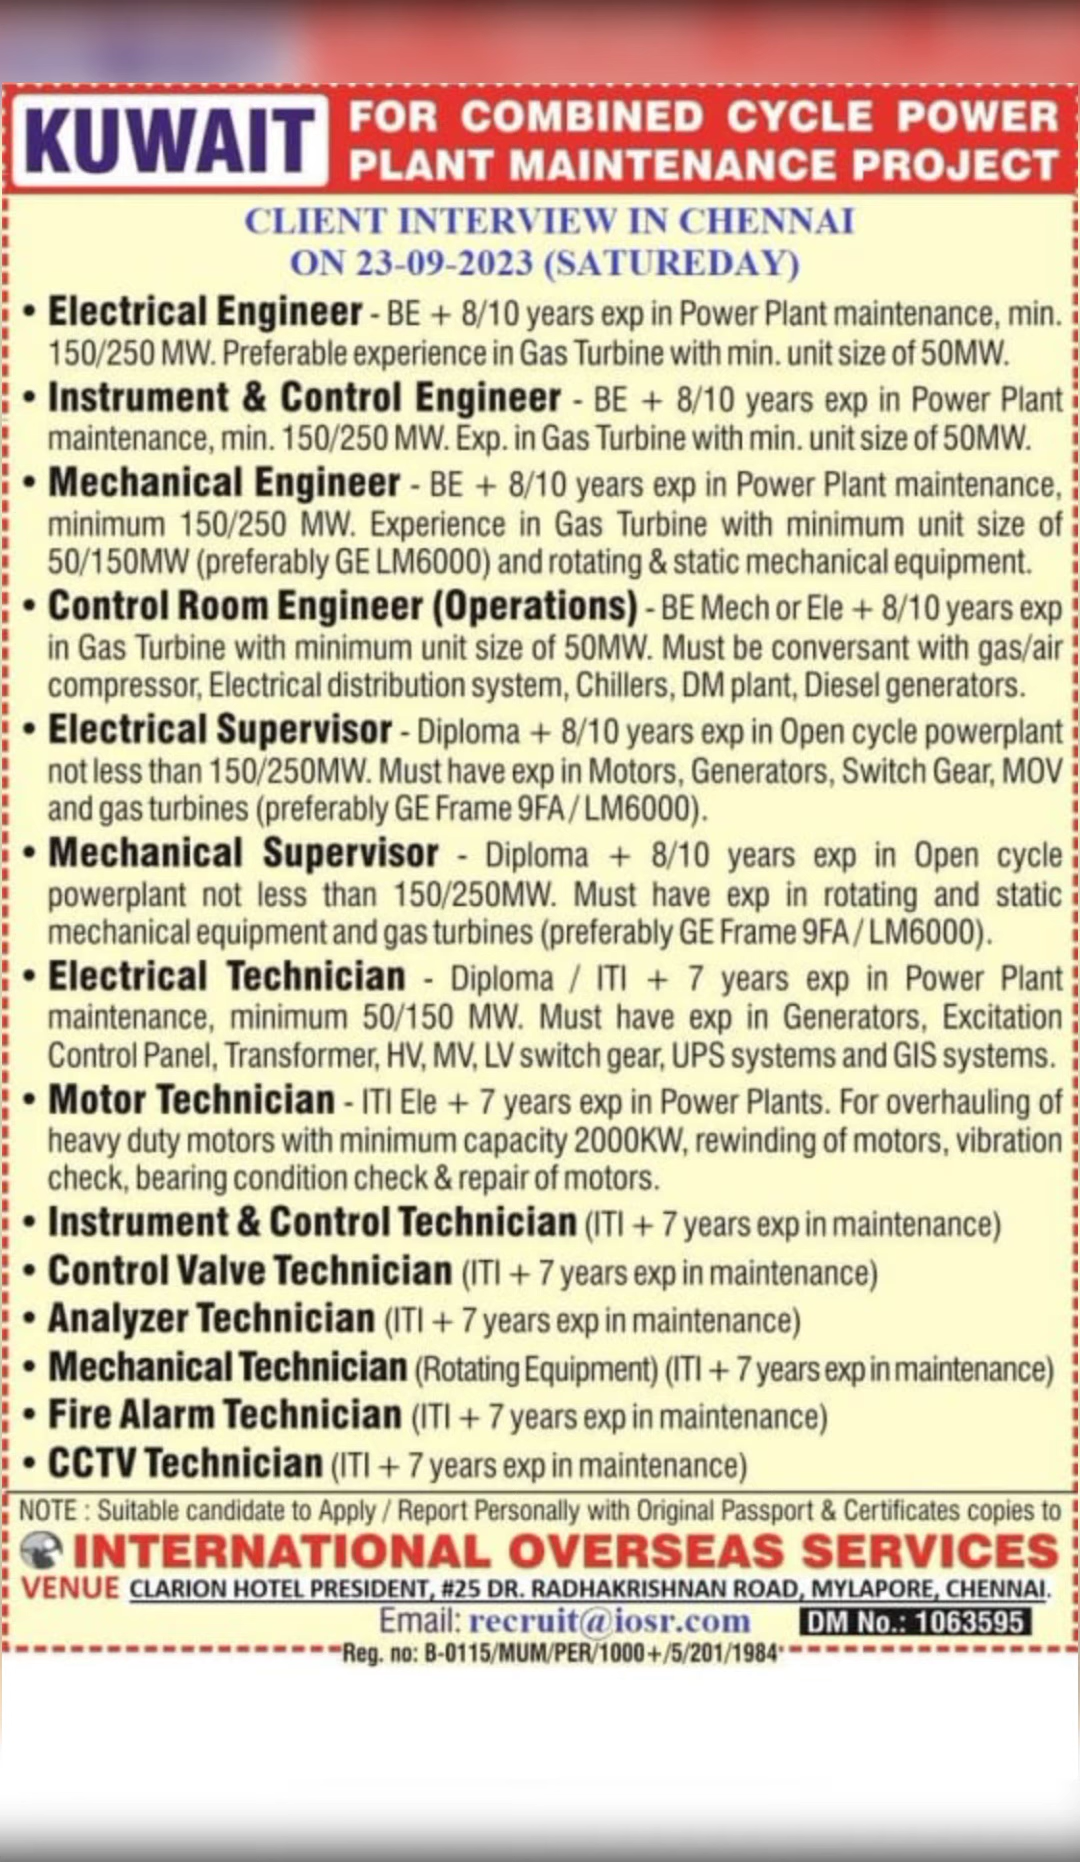 KUWAIT
FOR COMBINED CYCLE POWER
PLANT MAINTENANCE PROJECT
CLIENT INTERVIEW IN CHENNAI
ON 23-09-2023 (SATUREDAY)
• Electrical Engineer - BE + 8/10 years exp in Power Plant maintenance, min.
150/250 MW. Preferable experience in Gas Turbine with min. unit size of 50MW.
• Instrument & Control Engineer - BE + 8/10 years exp in Power Plant
maintenance, min. 150/250 MW. Exp. in Gas Turbine with min. unit size of 50MW.
• Mechanical Engineer - BE + 8/10 years exp in Power Plant maintenance,
minimum 150/250 MW. Experience in Gas Turbine with minimum unit size of
50/150MW (preferably GE LM6000) and rotating & static mechanical equipment.
• Control Room Engineer (Operations) - BE Mech or Ele + 8/10 years exp
in Gas Turbine with minimum unit size of 50MW. Must be conversant with gas/air
compressor, Electrical distribution system, Chillers, DM plant, Diesel generators.
• Electrical Supervisor - Diploma + 8/10 years exp in Open cycle powerplant
not less than 150/250MW. Must have exp in Motors, Generators, Switch Gear, MOV
and gas turbines (preferably GE Frame 9FA / LM6000).
• Mechanical Supervisor - Diploma + 8/10 years exp in Open cycle
powerplant not less than 150/250MW. Must have exp in rotating and static
mechanical equipment and gas turbines (preferably GE Frame 9FA / LM6000).
• Electrical Technician - Diploma / ITI + 7 years exp in Power Plant
maintenance, minimum 50/150 MW. Must have exp in Generators, Excitation
Control Panel, Transformer, HV, MV, LV switch gear, UPS systems and GIS systems.
• Motor Technician - ITI Ele + 7 years exp in Power Plants. For overhauling of
heavy duty motors with minimum capacity 2000KW, rewinding of motors, vibration
check, bearing condition check & repair of motors.
• Instrument & Control Technician (ITI + 7 years exp in maintenance)
• Control Valve Technician (ITI + 7 years exp in maintenance)
• Analyzer Technician (ITI + 7 years exp in maintenance)
• Mechanical Technician (Rotating Equipment) (ITI + 7 years exp in maintenance)
• Fire Alarm Technician (ITI + 7 years exp in maintenance)
• CCTV Technician (ITI + 7 years exp in maintenance)
NOTE : Suitable candidate to Apply / Report Personally with Original Passport & Certificates copies to
INTERNATIONAL OVERSEAS SERVICES
VENUE CLARION HOTEL PRESIDENT, #25 DR. RADHAKRISHNAN ROAD, MYLAPORE, CHENNAI.
Email: recruit@iosr.com DM No.: 1063595
Reg. no: B-0115/MUM/PER/1000+/5/201/1984